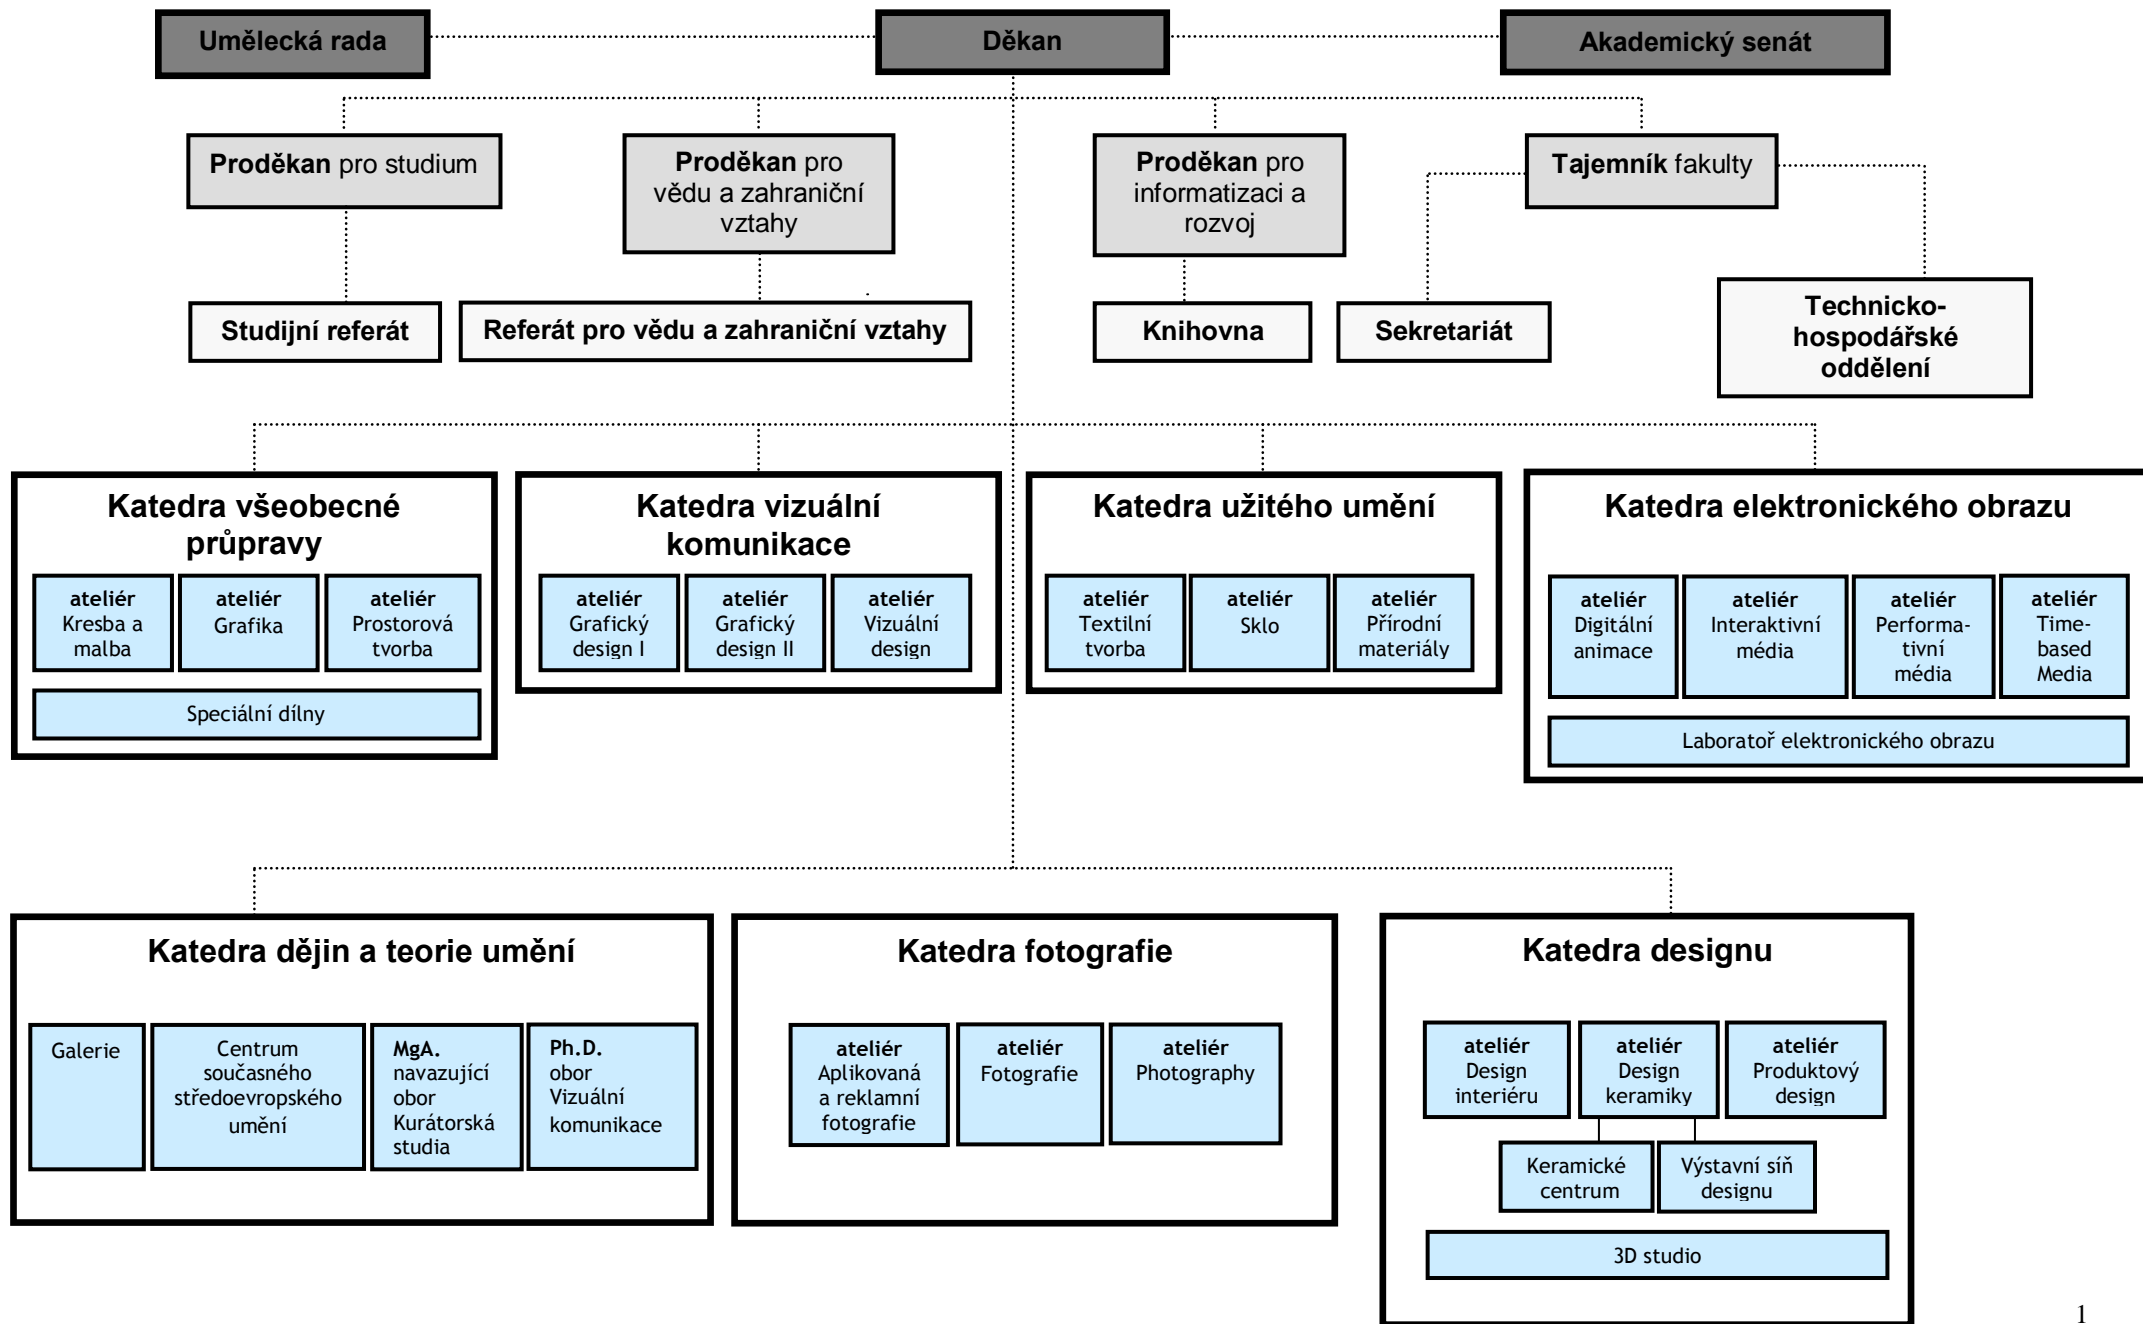 Umělecká rada
Děkan
Akademický senát
Proděkan pro studium
Proděkan pro
vědu a zahraniční
vztahy
Proděkan pro
informatizaci a
rozvoj
Tajemník fakulty
Studijní referát
Referát pro vědu a zahraniční vztahy
Knihovna
Sekretariát
Technicko-
hospodářské
oddělení
Katedra všeobecné
průpravy
ateliér
Kresba a
malba
ateliér
Grafika
ateliér
Prostorová
tvorba
Speciální dílny
Katedra vizuální
komunikace
ateliér
Grafický
design I
ateliér
Grafický
design II
ateliér
Vizuální
design
Katedra užitého umění
ateliér
Textilní
tvorba
ateliér
Sklo
ateliér
Přírodní
materiály
Katedra elektronického obrazu
ateliér
Digitální
animace
ateliér
Interaktivní
média
ateliér
Performa-
tivní
média
ateliér
Time-
based
Media
Laboratoř elektronického obrazu
Katedra dějin a teorie umění
Galerie
Centrum
současného
středoevropského
umění
MgA.
navazující
obor
Kurátorská
studia
Ph.D.
obor
Vizuální
komunikace
Katedra fotografie
ateliér
Aplikovaná
a reklamní
fotografie
ateliér
Fotografie
ateliér
Photography
Katedra designu
ateliér
Design
interiéru
ateliér
Design
keramiky
ateliér
Produktový
design
Keramické
centrum
Výstavní síň
designu
3D studio
1